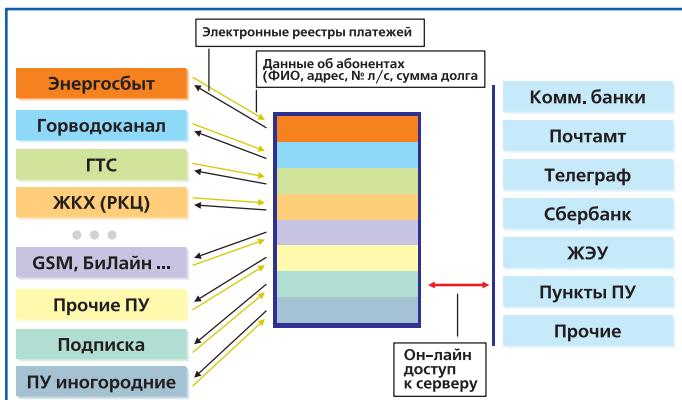 Электронные реестры платежей
Данные об абонентах
(ФИО, адрес, № л/с, сумма долга
Энергосбыт
Горводоканал
ГТС
ЖКХ (РКЦ)
GSM, БиЛайн ...
Прочие ПУ
Подписка
ПУ иногородние
Комм. банки
Почтамт
Телеграф
Сбербанк
ЖЭУ
Пункты ПУ
Прочие
Он-лайн
доступ
к серверу